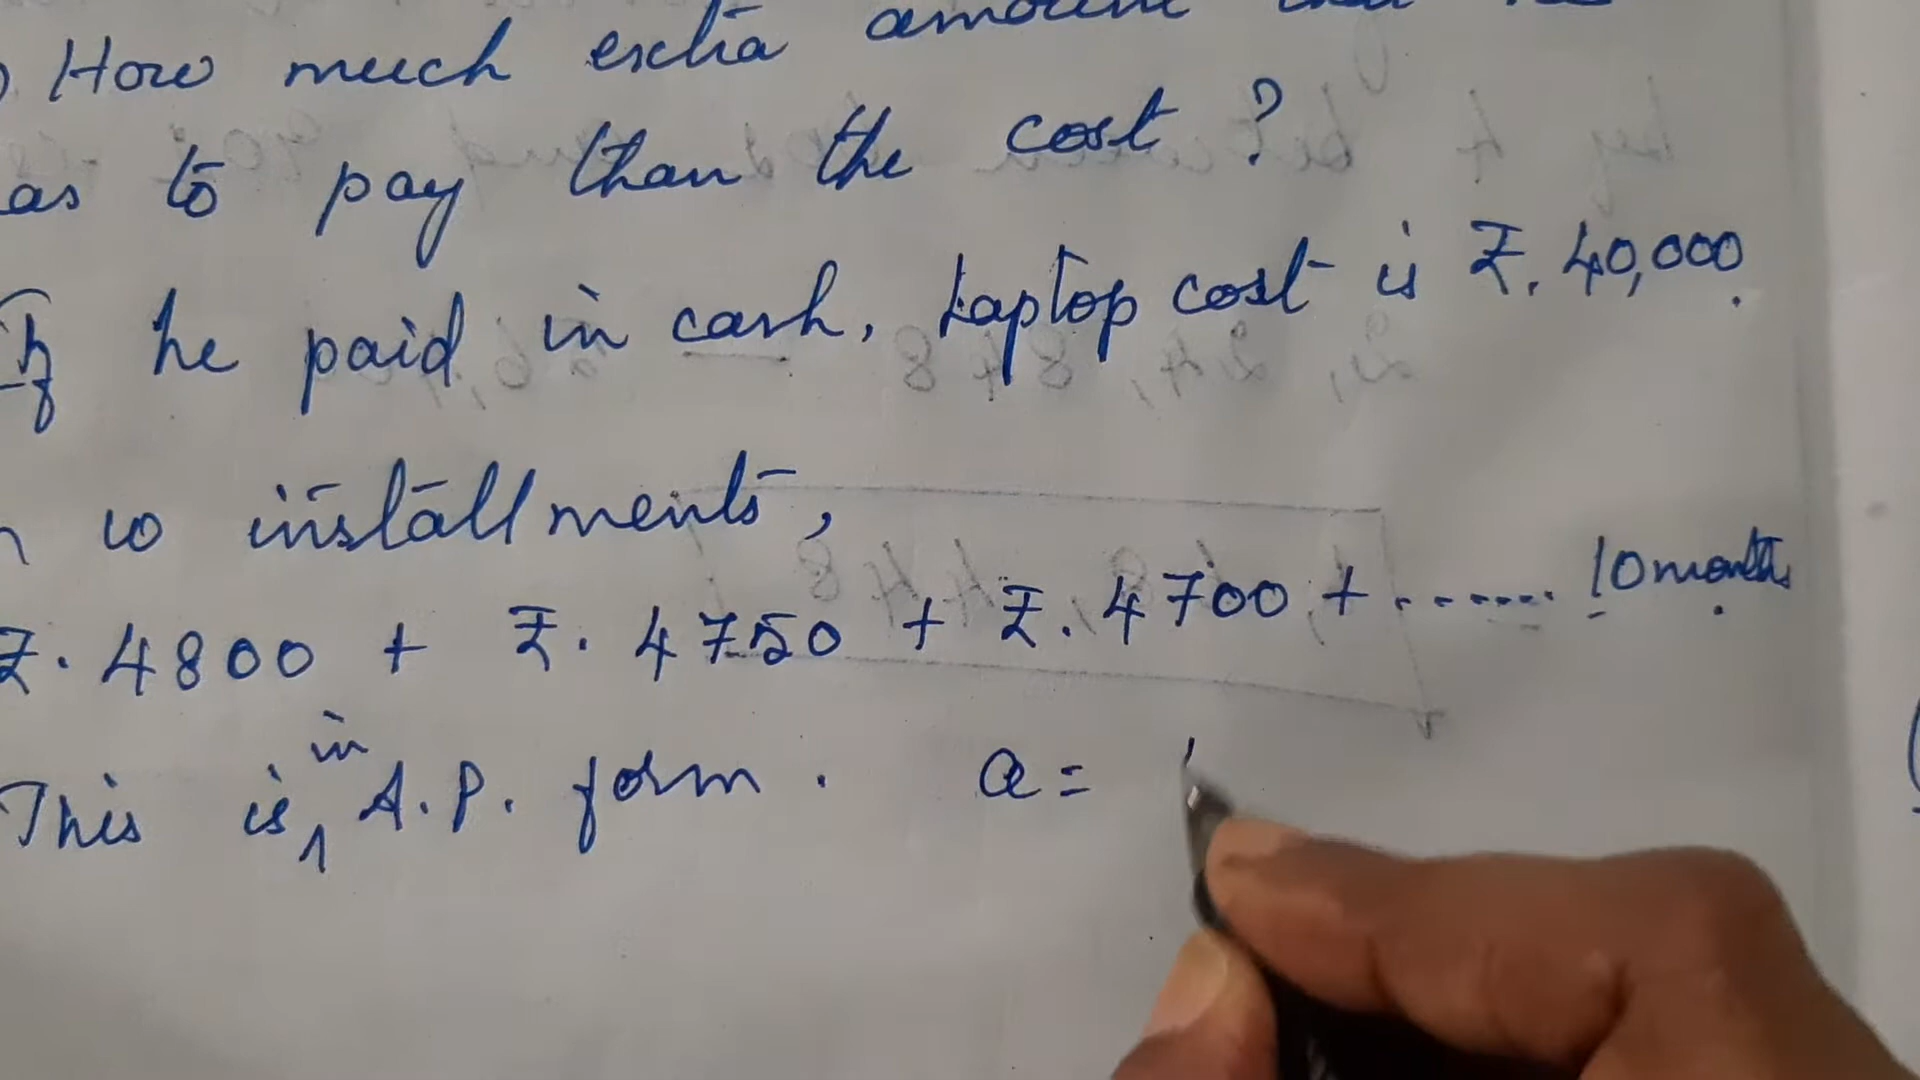 How much extra amount
as to pay than the cost?
If he paid in cash, Laptop cost is ₹. 40,000.
10 installments,
₹. 4800 + ₹. 4750 + ₹. 4700 + ....... 10 months.
This is in A.P. form. a =